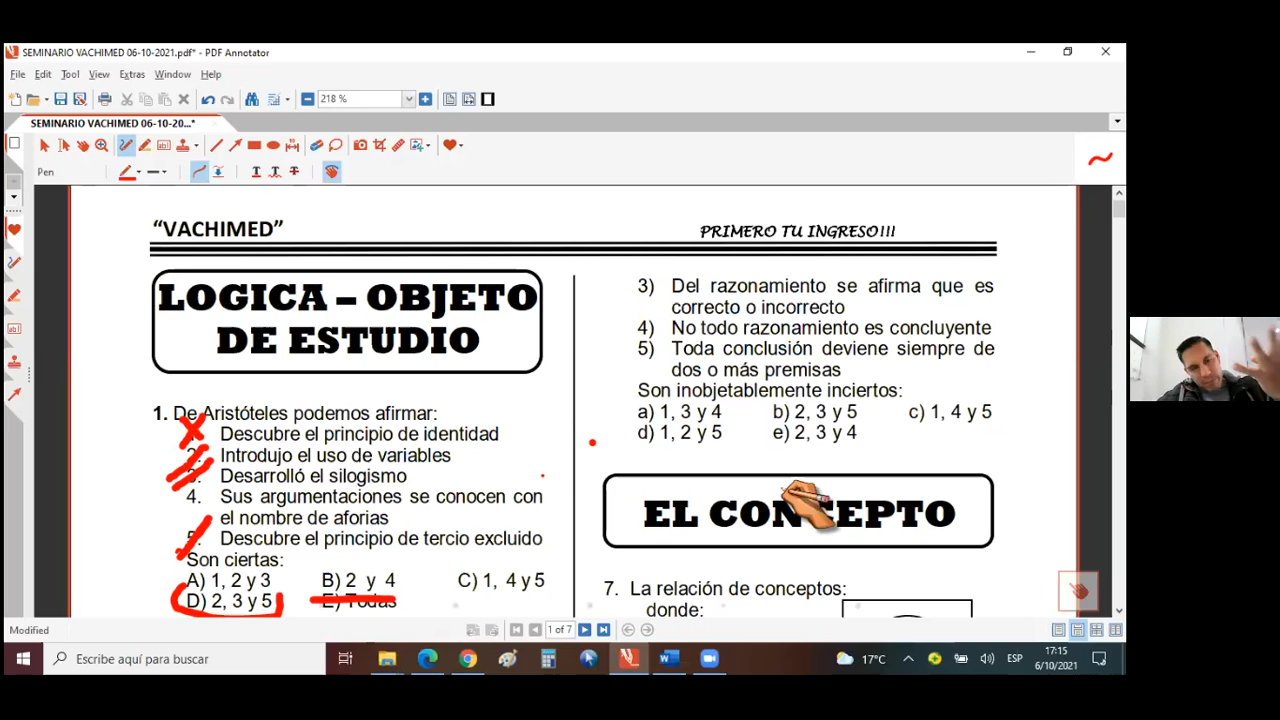 SEMINARIO VACHIMED 06-10-2021.pdf* - PDF Annotator
File Edit Tool View Extras Window Help
218 %
SEMINARIO VACHIMED 06-10-20...*
Pen
“VACHIMED”
PRIMERO TU INGRESO!!!
LOGICA – OBJETO
DE ESTUDIO
1. De Aristóteles podemos afirmar:
Descubre el principio de identidad
2. Introdujo el uso de variables
3. Desarrolló el silogismo
4. Sus argumentaciones se conocen con
el nombre de aforias
5. Descubre el principio de tercio excluido
Son ciertas:
A) 1, 2 y 3 B) 2 y 4 C) 1, 4 y 5
D) 2, 3 y 5 E) Todas
3) Del razonamiento se afirma que es
correcto o incorrecto
4) No todo razonamiento es concluyente
5) Toda conclusión deviene siempre de
dos o más premisas
Son inobjetablemente inciertos:
a) 1, 3 y 4 b) 2, 3 y 5 c) 1, 4 y 5
d) 1, 2 y 5 e) 2, 3 y 4
EL CONCEPTO
7. La relación de conceptos:
donde:
Modified
1 of 7
Escribe aquí para buscar
17°C
ESP
17:15
6/10/2021